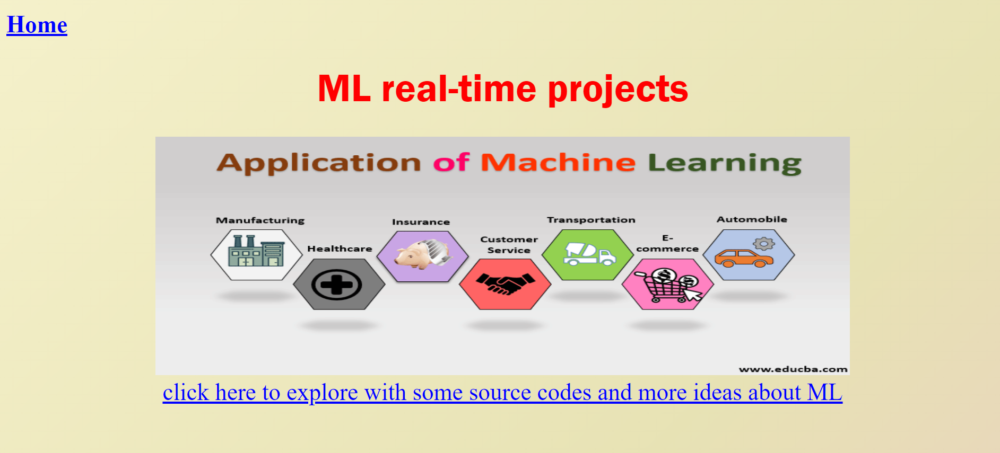 Home
ML real-time projects
Application of Machine Learning
Manufacturing
Healthcare
Insurance
Customer
Service
Transportation
E-
commerce
Automobile
www.educba.com
click here to explore with some source codes and more ideas about ML